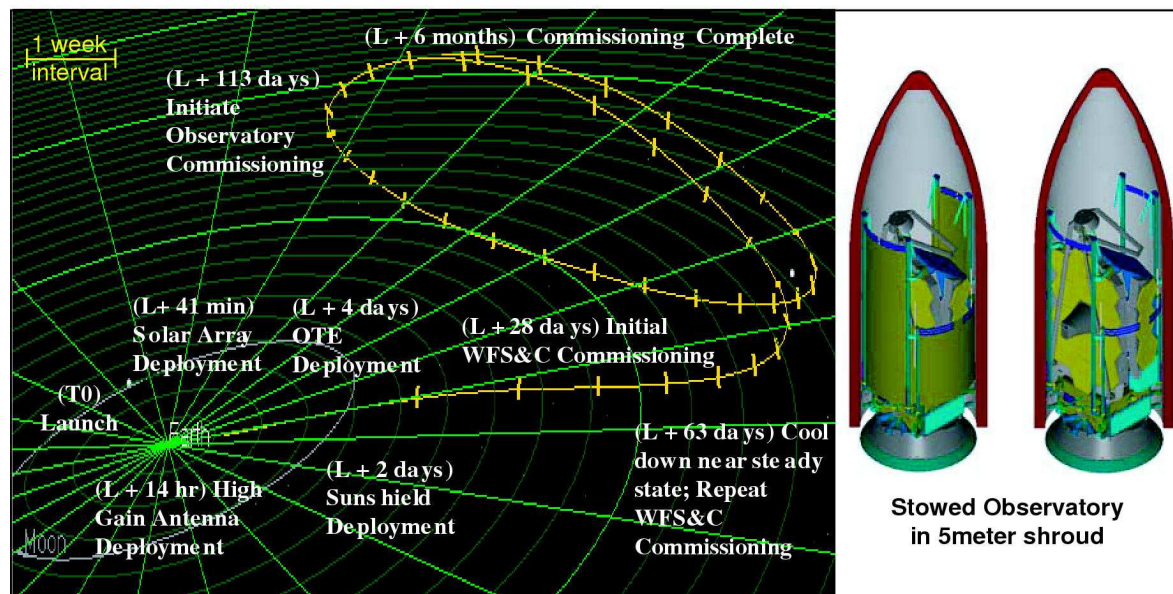 1 week
interval
(L + 6 months) Commissioning Complete
(L + 113 days)
Initiate
Observatory
Commissioning
(L+ 41 min)
Solar Array
Deployment
(L + 4 days)
OTE
Deployment
(L + 28 days) Initial
WFS&C Commissioning
(T0)
Launch
Earth
(L + 14 hr) High
Gain Antenna
Deployment
Moon
(L + 2 days)
Suns hield
Deployment
(L + 63 days) Cool
down near steady
state; Repeat
WFS&C
Commissioning
Stowed Observatory
in 5meter shroud